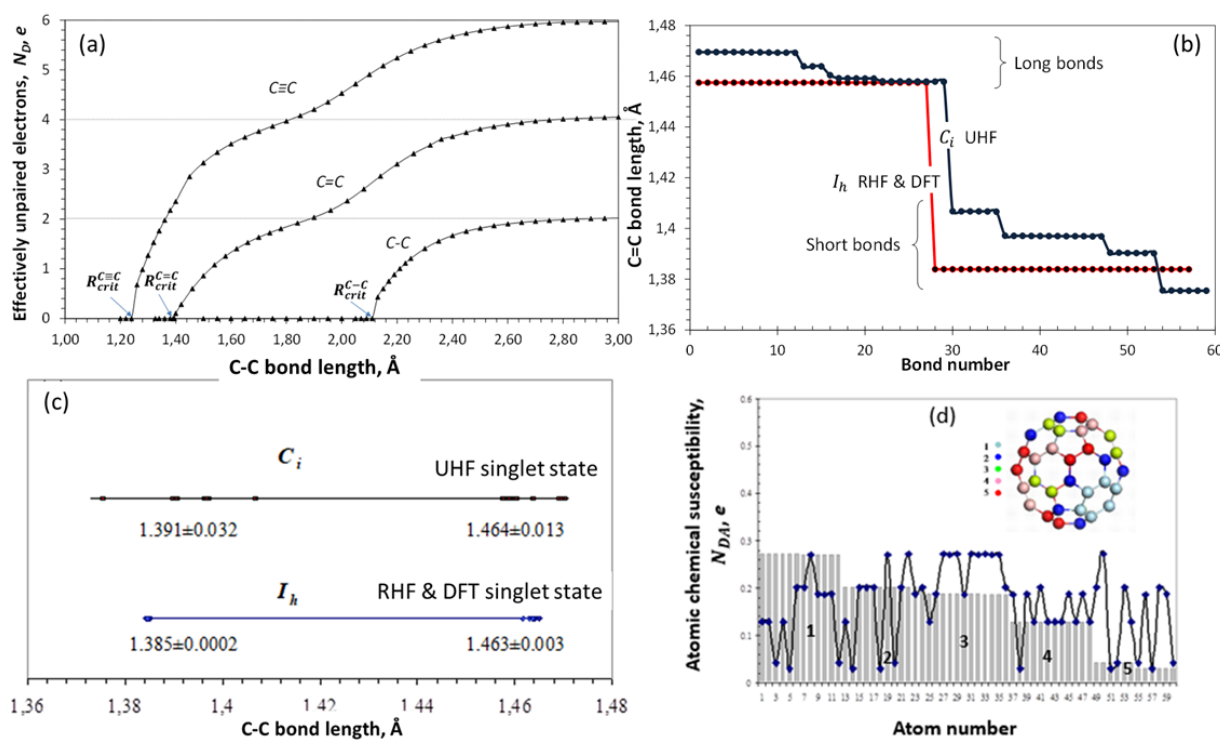 (a)
Effectively unpaired electrons, N_D, e
6
5
4
3
2
1
0
C≡C
C=C
C-C
R_crit^C≡C
R_crit^C=C
R_crit^C−C
1,00 1,20 1,40 1,60 1,80 2,00 2,20 2,40 2,60 2,80 3,00
C-C bond length, Å
(b)
C=C bond length, Å
1,48
1,46
1,44
1,42
1,4
1,38
1,36
Long bonds
C_i UHF
I_h RHF & DFT
Short bonds
0 10 20 30 40 50 60
Bond number
(c)
C_i
UHF singlet state
1.391±0.032 1.464±0.013
I_h
RHF & DFT singlet state
1.385±0.0002 1.463±0.003
1,36 1,38 1.40 1.42 1.44 1.46 1,48
C-C bond length, Å
(d)
Atomic chemical susceptibility,
N_DA, e
0.6
0.5
0.4
0.3
0.2
0.1
0
1
2
3
4
5
1 2 3 4 5
1 3 5 7 9 11 13 15 17 19 21 23 25 27 29 31 33 35 37 39 41 43 45 47 49 51 53 55 57 59
Atom number